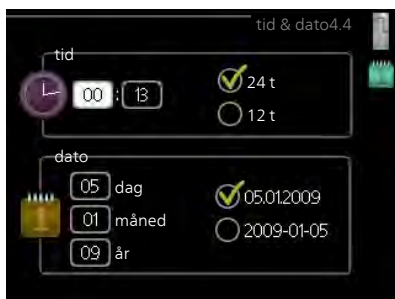 tid & dato4.4
tid
00 : 13
24 t
12 t
dato
05 dag
01 måned
09 år
05.01.2009
2009-01-05